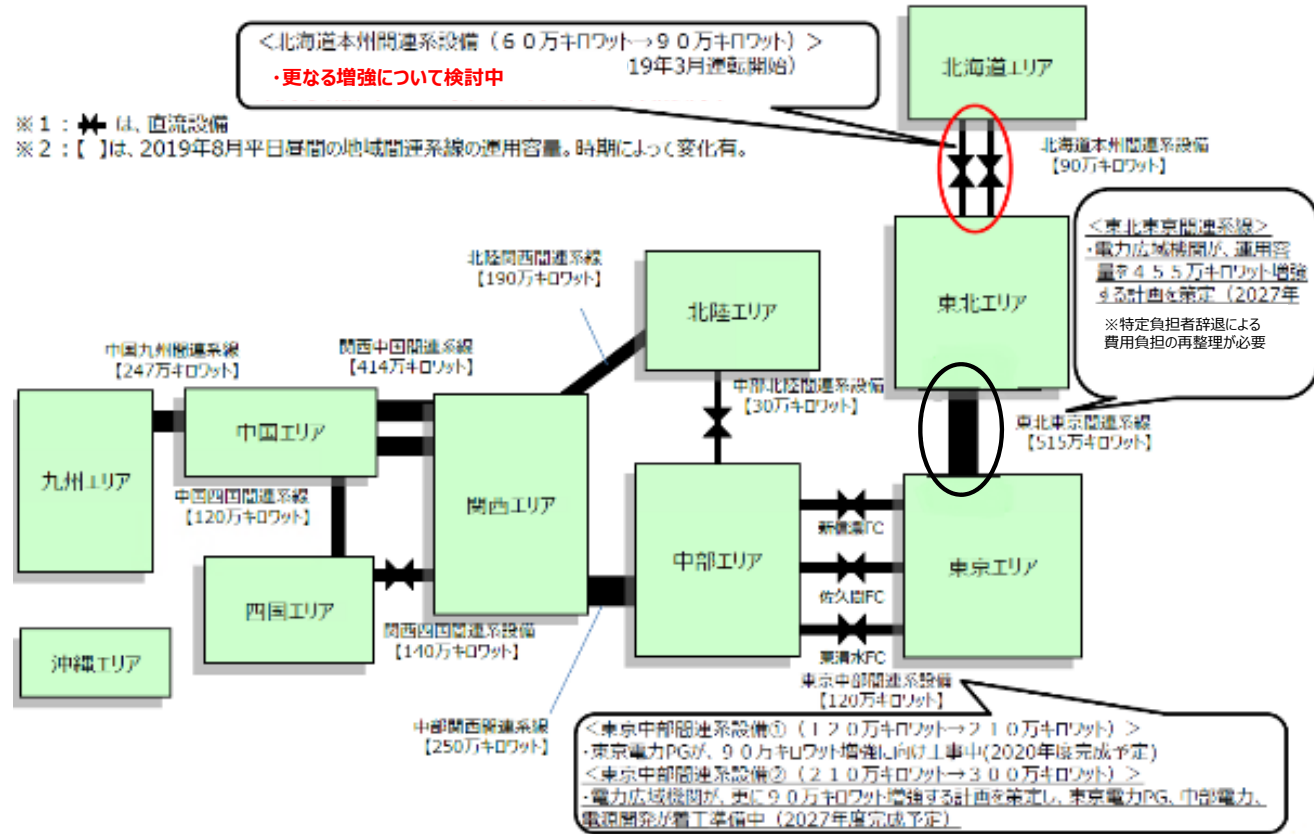 <北海道本州間連系設備(60万キロワット→90万キロワット)>
19年3月運転開始)
・更なる増強について検討中
北海道エリア
※1:は、直流設備
※2:【 】は、2019年8月平日昼間の地域間連系線の運用容量。時期によって変化有。
北海道本州間連系設備
【90万キロワット】
<東北東京間連系線>
・電力広域機関が、運用容
量を455万キロワット増強
する計画を策定(2027年
※特定負担者辞退による
費用負担の再整理が必要
北陸関西間連系線
【190万キロワット】
北陸エリア
東北エリア
中国九州間連系線
【247万キロワット】
関西中国間連系線
【414万キロワット】
中部北陸間連系設備
【30万キロワット】
東北東京間連系線
【515万キロワット】
九州エリア
中国エリア
中国四国間連系線
【120万キロワット】
関西エリア
中部エリア
新信濃FC
佐久間FC
東清水FC
東京エリア
四国エリア
関西四国間連系設備
【140万キロワット】
沖縄エリア
東京中部間連系設備
【120万キロワット】
中部関西間連系線
【250万キロワット】
<東京中部間連系設備①(120万キロワット→210万キロワット)>
・東京電力PGが、90万キロワット増強に向け工事中(2020年度完成予定)
<東京中部間連系設備②(210万キロワット→300万キロワット)>
・電力広域機関が、更に90万キロワット増強する計画を策定し、東京電力PG、中部電力、
電源開発が着工準備中(2027年度完成予定)